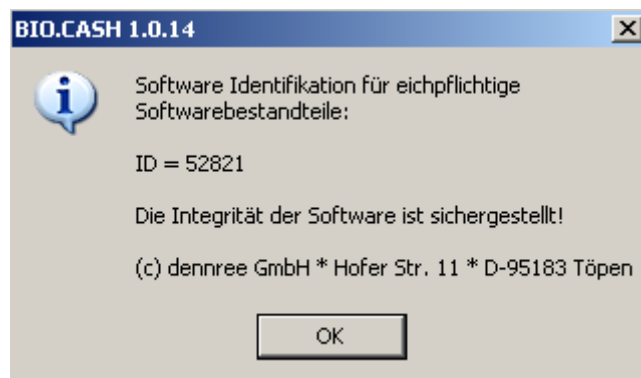 BIO.CASH 1.0.14
Software Identifikation für eichpflichtige
Softwarebestandteile:
ID = 52821
Die Integrität der Software ist sichergestellt!
(c) dennree GmbH * Hofer Str. 11 * D-95183 Töpen
OK